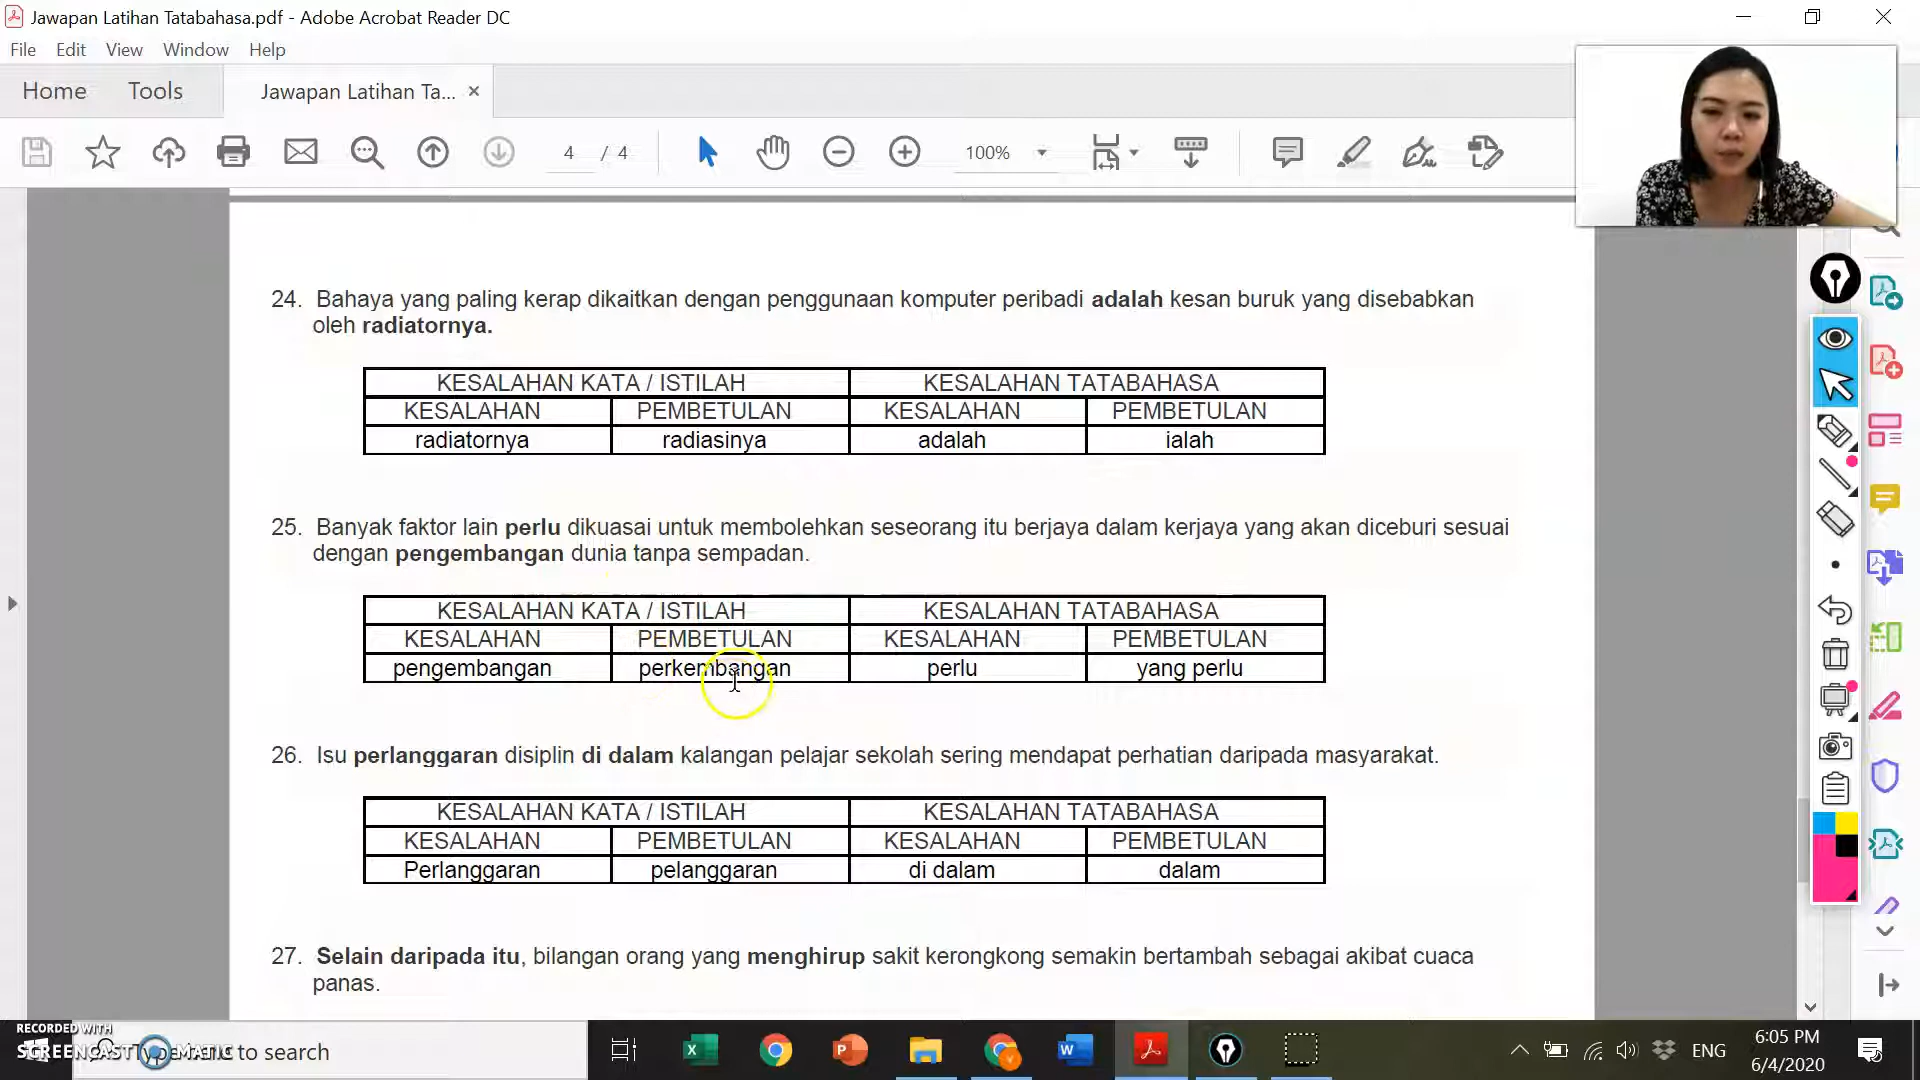 Jawapan Latihan Tatabahasa.pdf - Adobe Acrobat Reader DC
File Edit View Window Help
Home Tools Jawapan Latihan Ta... ×
4 / 4 100%
24. Bahaya yang paling kerap dikaitkan dengan penggunaan komputer peribadi adalah kesan buruk yang disebabkan
oleh radiatornya.
KESALAHAN KATA / ISTILAH KESALAHAN TATABAHASA
KESALAHAN PEMBETULAN KESALAHAN PEMBETULAN
radiatornya radiasinya adalah ialah
25. Banyak faktor lain perlu dikuasai untuk membolehkan seseorang itu berjaya dalam kerjaya yang akan diceburi sesuai
dengan pengembangan dunia tanpa sempadan.
KESALAHAN KATA / ISTILAH KESALAHAN TATABAHASA
KESALAHAN PEMBETULAN KESALAHAN PEMBETULAN
pengembangan perkembangan perlu yang perlu
26. Isu perlanggaran disiplin di dalam kalangan pelajar sekolah sering mendapat perhatian daripada masyarakat.
KESALAHAN KATA / ISTILAH KESALAHAN TATABAHASA
KESALAHAN PEMBETULAN KESALAHAN PEMBETULAN
Perlanggaran pelanggaran di dalam dalam
27. Selain daripada itu, bilangan orang yang menghirup sakit kerongkong semakin bertambah sebagai akibat cuaca
panas.
RECORDED WITH
SCREENCAST MATIC
to search
ENG
6:05 PM
6/4/2020